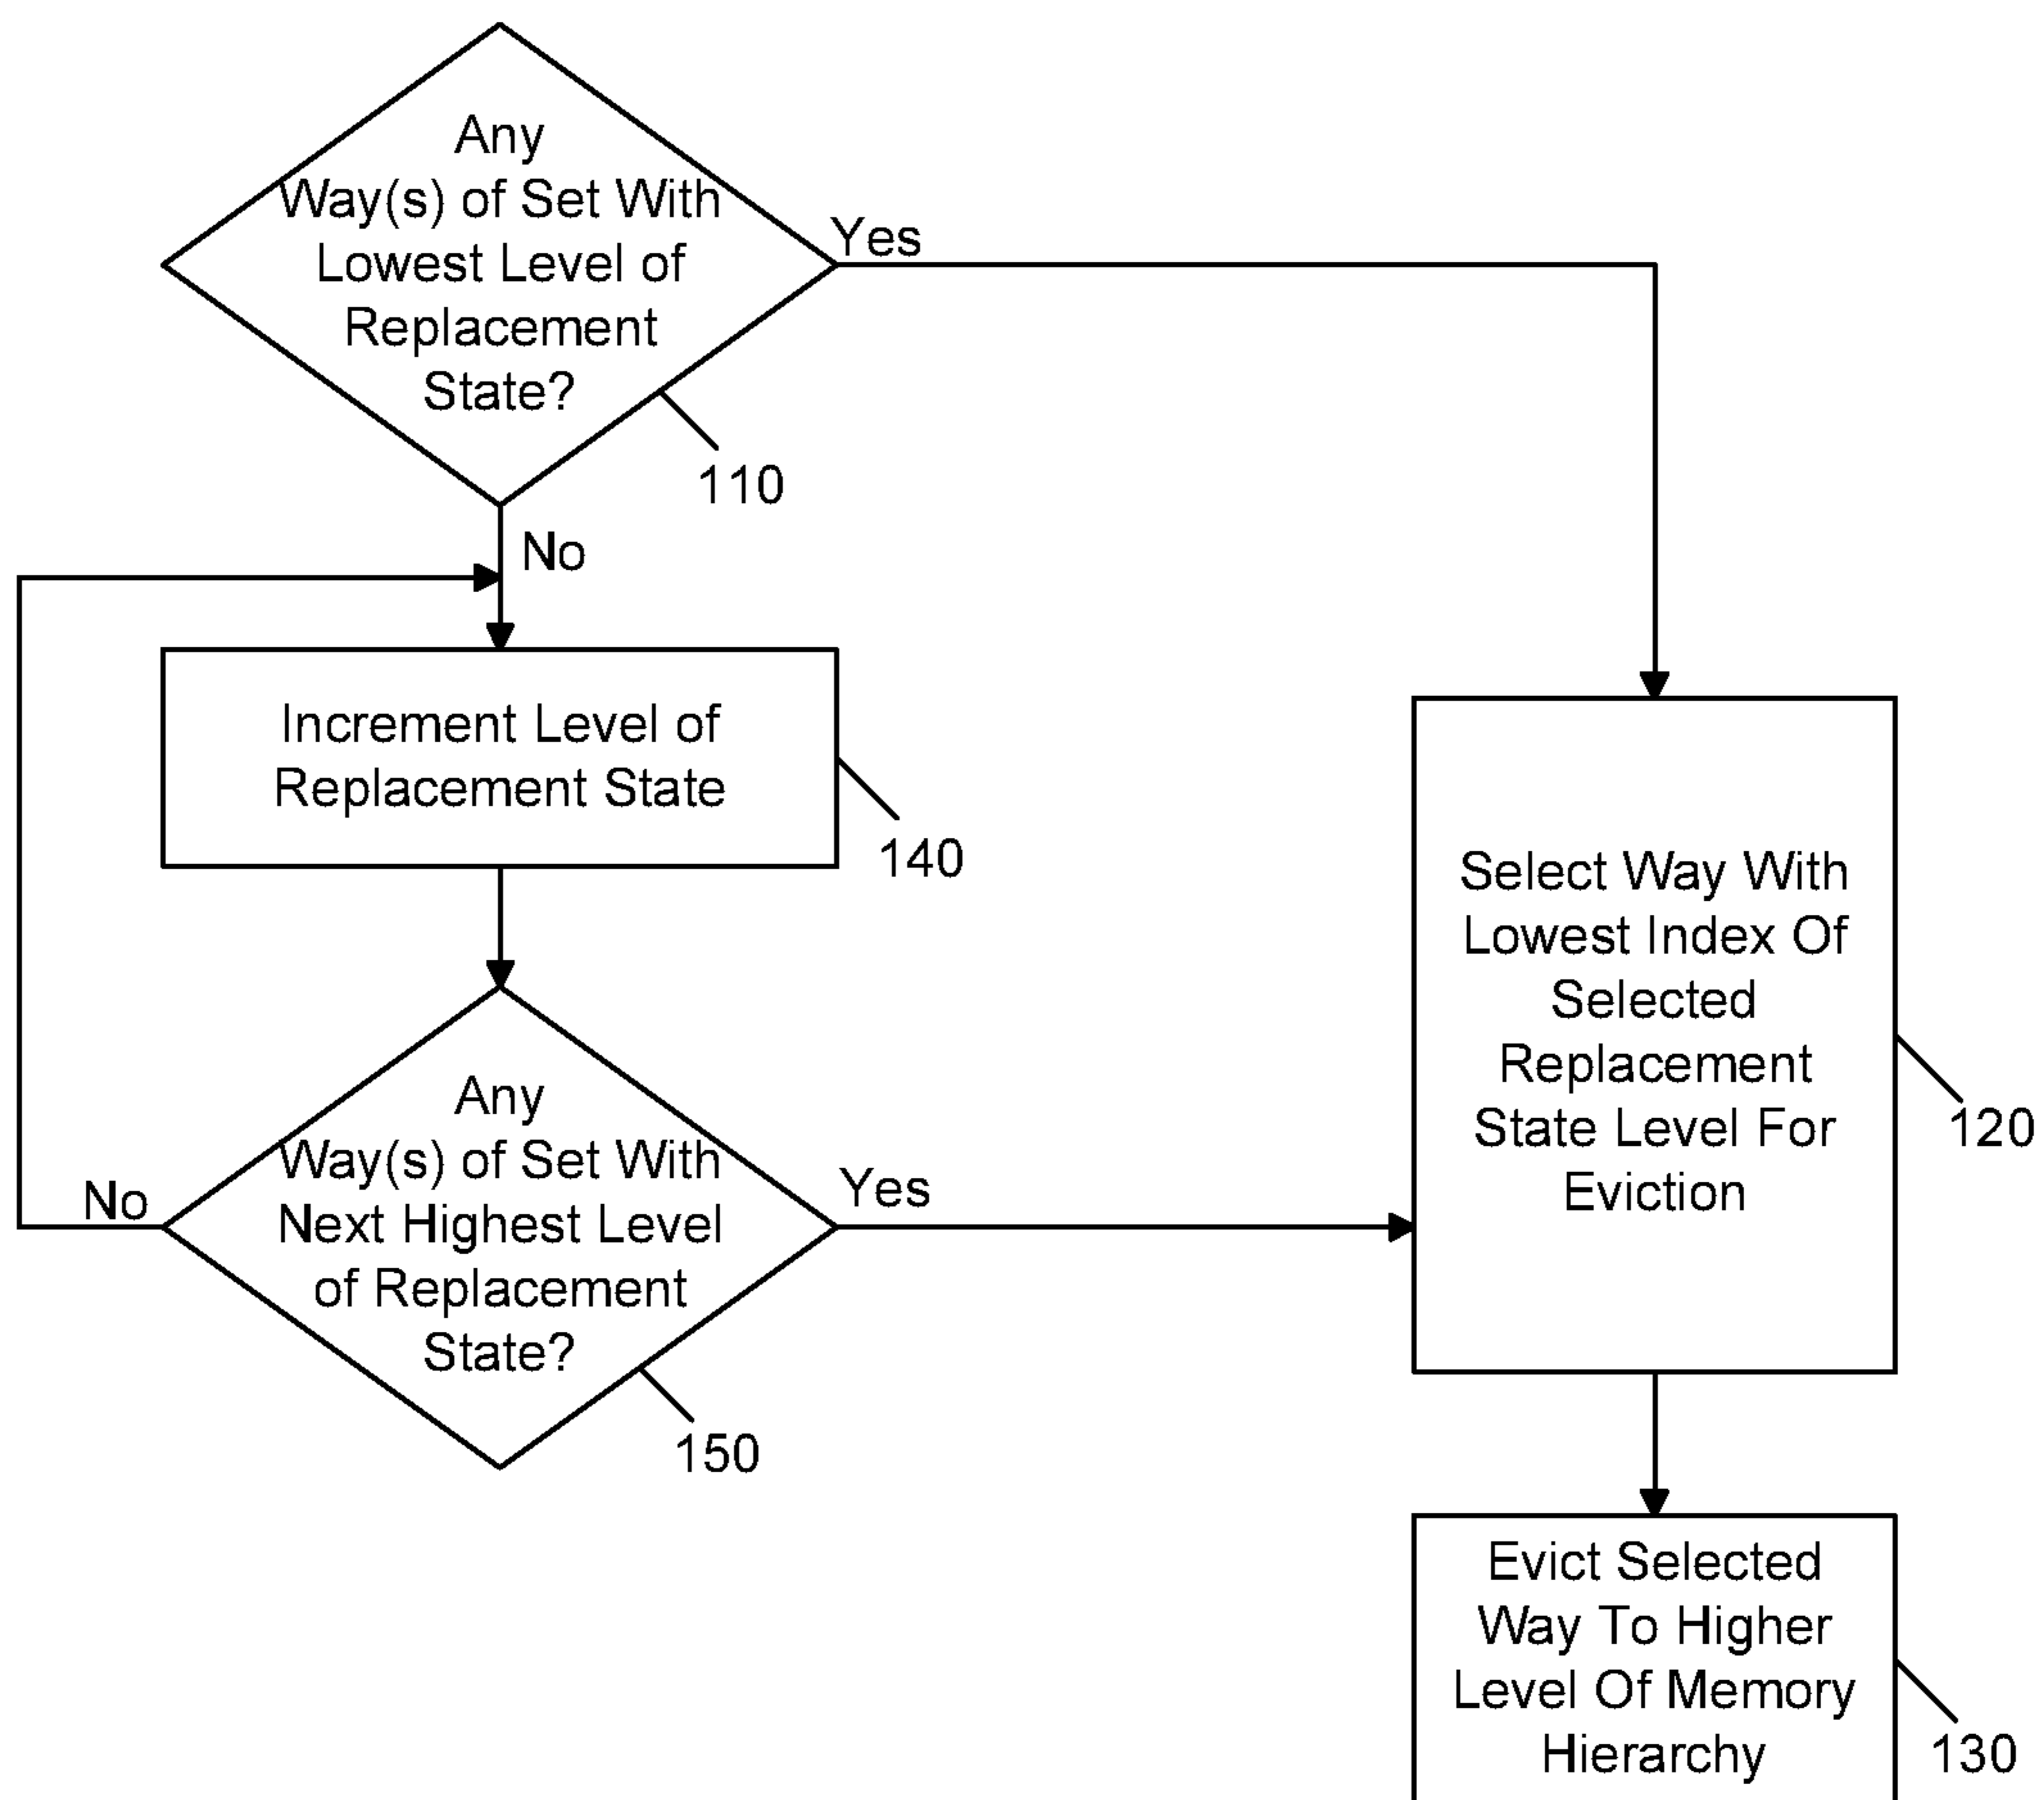 Any
Way(s) of Set With
Lowest Level of
Replacement
State?
Yes
110
No
Increment Level of
Replacement State
140
Any
Way(s) of Set With
Next Highest Level
of Replacement
State?
No
Yes
150
Select Way With
Lowest Index Of
Selected
Replacement
State Level For
Eviction
120
Evict Selected
Way To Higher
Level Of Memory
Hierarchy
130